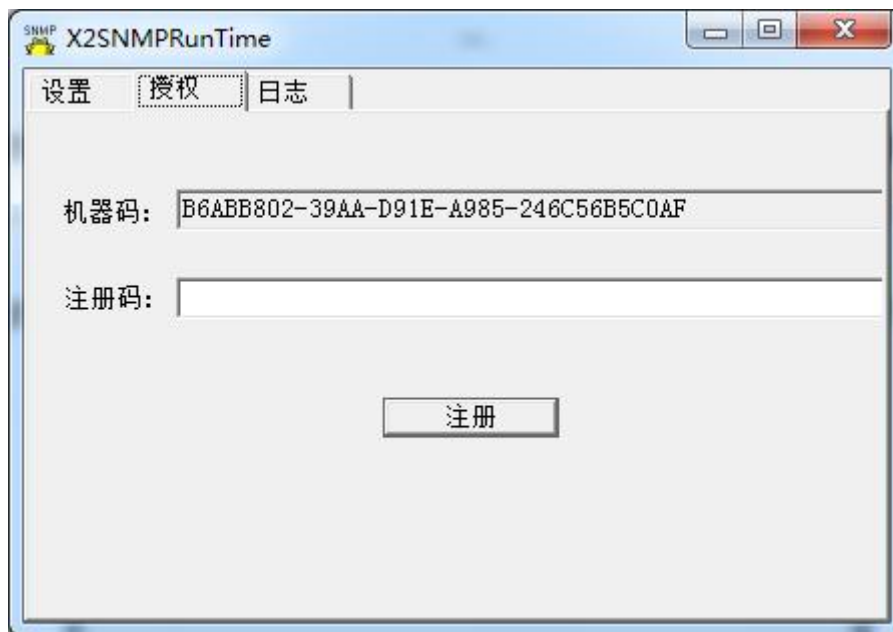 SNMP X2SNMPRunTime
设置 授权 日志
机器码： B6ABB802-39AA-D91E-A985-246C56B5C0AF
注册码：
注册